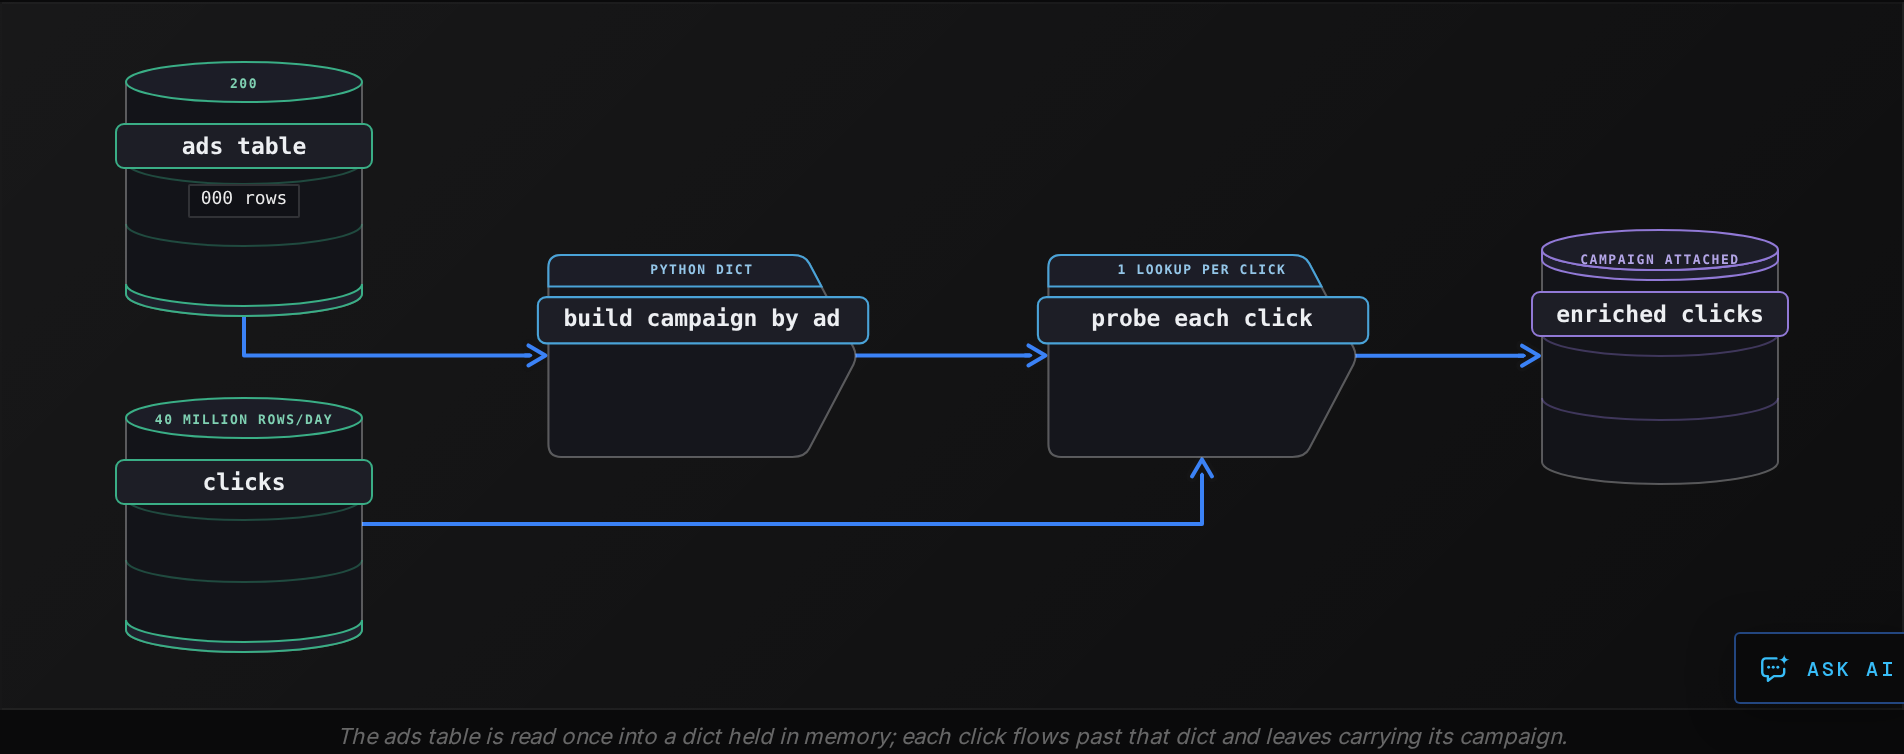 200
ads table
000 rows
PYTHON DICT
build campaign by ad
1 LOOKUP PER CLICK
probe each click
CAMPAIGN ATTACHED
enriched clicks
40 MILLION ROWS/DAY
clicks
ASK AI
The ads table is read once into a dict held in memory; each click flows past that dict and leaves carrying its campaign.